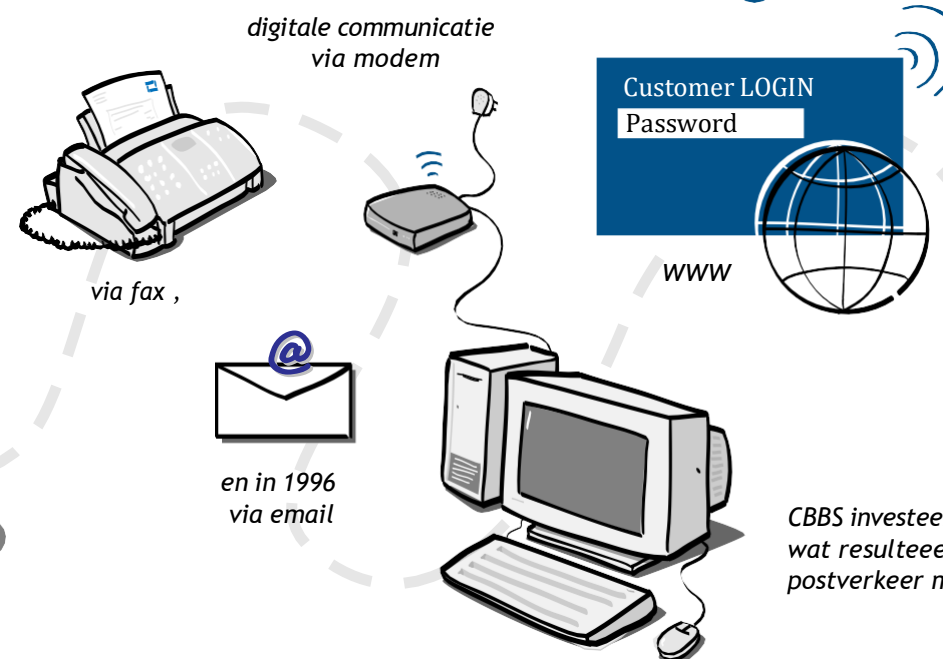 digitale communicatie
via modem
Customer LOGIN
Password
www
via fax ,
@
en in 1996
via email
CBBS investee
wat resulteee
postverkeer